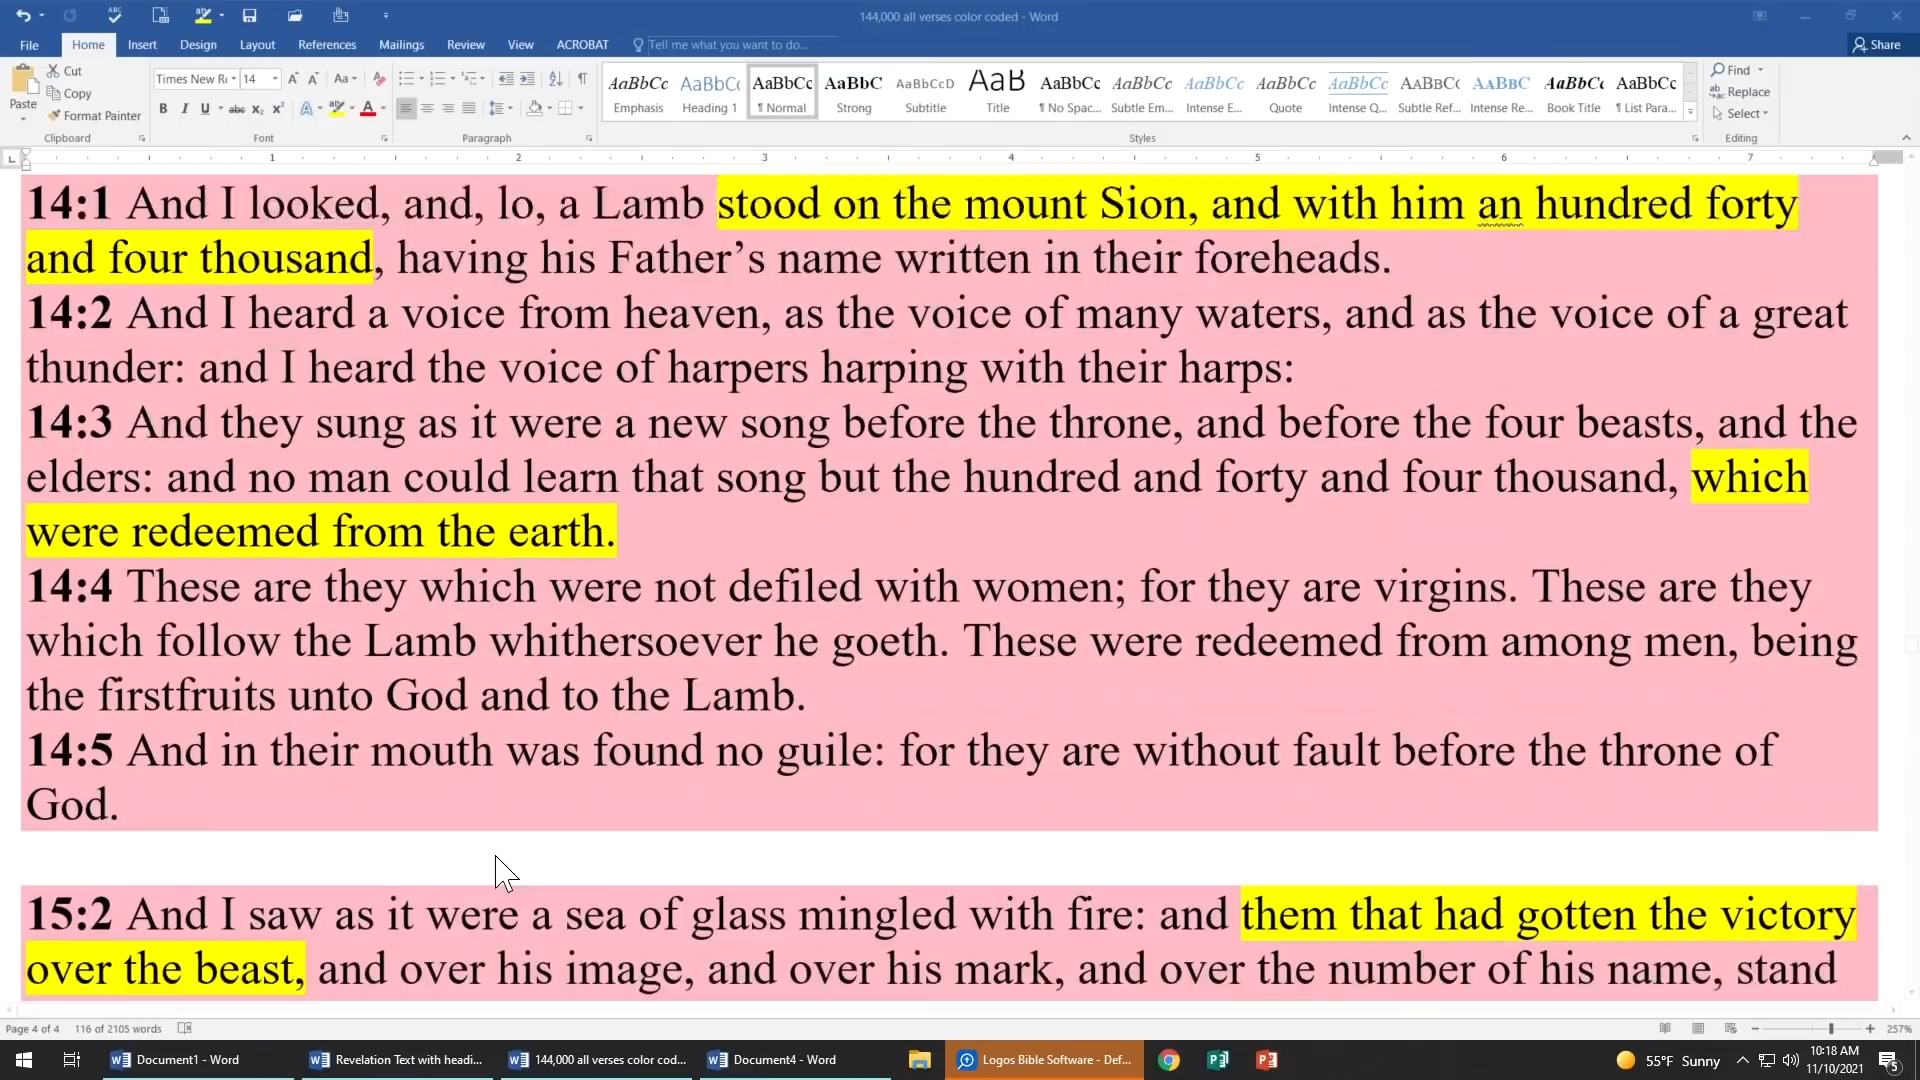 144,000 all verses color coded - Word
File Home Insert Design Layout References Mailings Review View ACROBAT Tell me what you want to do... Share
Paste Cut Copy Format Painter
Times New Ro 14
AaBbCc AaBbCc AaBbCc AaBbC AaBbCcD AaB AaBbCc AaBbCc AaBbCc AaBbCc AaBbCc AaBbCc AaBbC AaBbCc AaBbCc
Emphasis Heading 1 ¶ Normal Strong Subtitle Title ¶ No Spac... Subtle Em... Intense E... Quote Intense Q... Subtle Ref... Intense Re... Book Title ¶ List Para...
Find Replace Select
Clipboard Font Paragraph Styles Editing
1 2 3 4 5 6 7
14:1 And I looked, and, lo, a Lamb stood on the mount Sion, and with him an hundred forty
and four thousand, having his Father’s name written in their foreheads.
14:2 And I heard a voice from heaven, as the voice of many waters, and as the voice of a great
thunder: and I heard the voice of harpers harping with their harps:
14:3 And they sung as it were a new song before the throne, and before the four beasts, and the
elders: and no man could learn that song but the hundred and forty and four thousand, which
were redeemed from the earth.
14:4 These are they which were not defiled with women; for they are virgins. These are they
which follow the Lamb whithersoever he goeth. These were redeemed from among men, being
the firstfruits unto God and to the Lamb.
14:5 And in their mouth was found no guile: for they are without fault before the throne of
God.
15:2 And I saw as it were a sea of glass mingled with fire: and them that had gotten the victory
over the beast, and over his image, and over his mark, and over the number of his name, stand
Page 4 of 4 116 of 2105 words 257%
Document1 - Word Revelation Text with headi... 144,000 all verses color cod... Document4 - Word Logos Bible Software - Def... 55°F Sunny 10:18 AM
11/10/2021